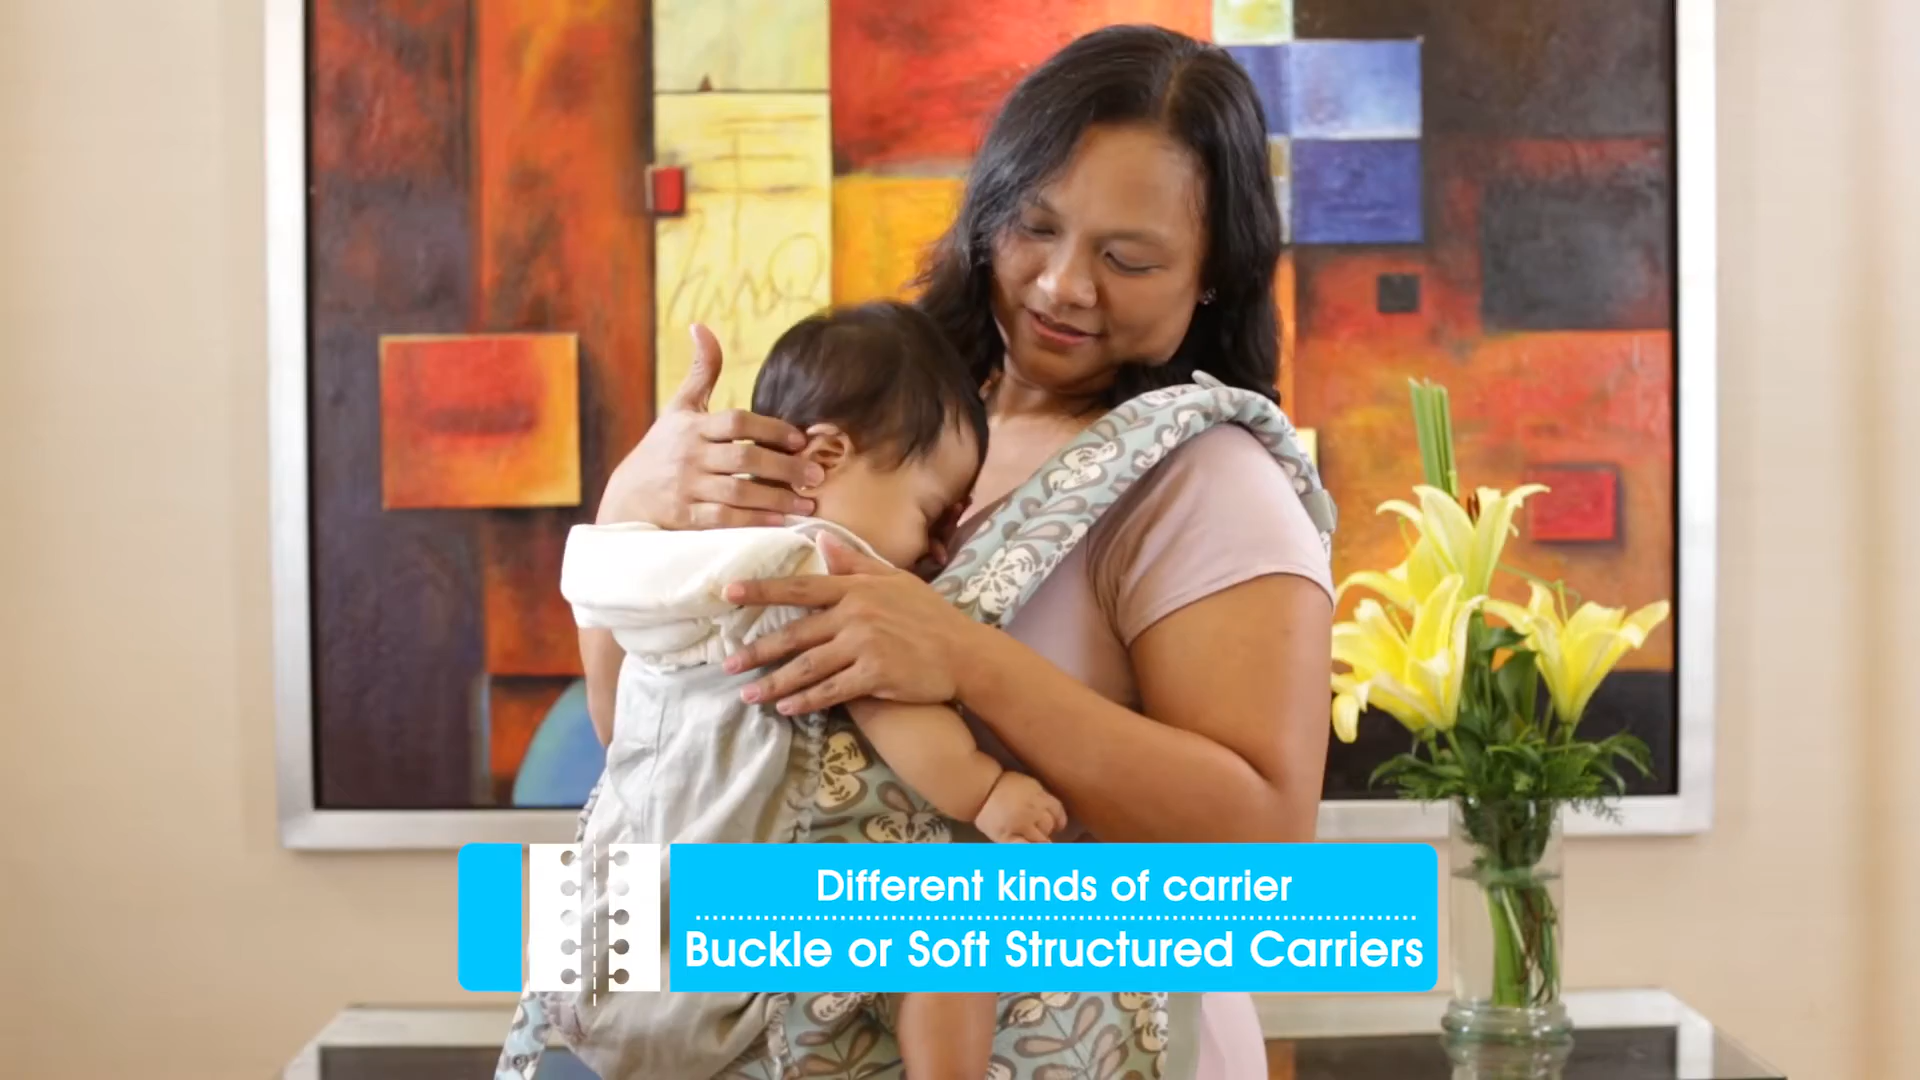 Different kinds of carrier
Buckle or Soft Structured Carriers